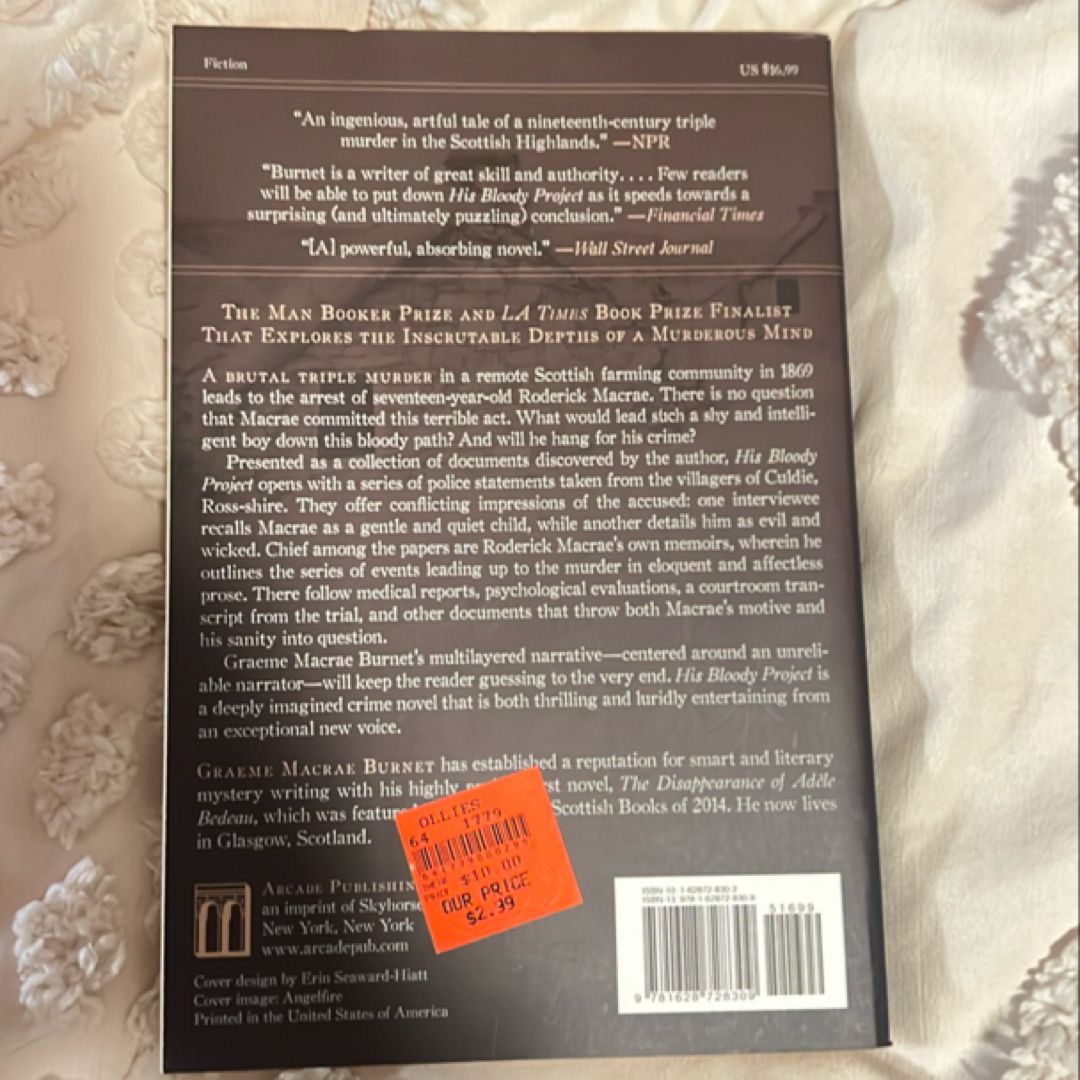 Fiction
US $16.99
“An ingenious, artful tale of a nineteenth-century triple
murder in the Scottish Highlands.” —NPR
“Burnet is a writer of great skill and authority. . . . Few readers
will be able to put down His Bloody Project as it speeds towards a
surprising (and ultimately puzzling) conclusion.” —Financial Times
“[A] powerful, absorbing novel.” —Wall Street Journal
The Man Booker Prize and LA Times Book Prize Finalist
That Explores the Inscrutable Depths of a Murderous Mind
A brutal triple murder in a remote Scottish farming community in 1869
leads to the arrest of seventeen-year-old Roderick Macrae. There is no question
that Macrae committed this terrible act. What would lead such a shy and intelli-
gent boy down this bloody path? And will he hang for his crime?
Presented as a collection of documents discovered by the author, His Bloody
Project opens with a series of police statements taken from the villagers of Culdie,
Ross-shire. They offer conflicting impressions of the accused: one interviewee
recalls Macrae as a gentle and quiet child, while another details him as evil and
wicked. Chief among the papers are Roderick Macrae’s own memoirs, wherein he
outlines the series of events leading up to the murder in eloquent and affectless
prose. There follow medical reports, psychological evaluations, a courtroom tran-
script from the trial, and other documents that throw both Macrae’s motive and
his sanity into question.
Graeme Macrae Burnet’s multilayered narrative—centered around an unreli-
able narrator—will keep the reader guessing to the very end. His Bloody Project is
a deeply imagined crime novel that is both thrilling and luridly entertaining from
an exceptional new voice.
Graeme Macrae Burnet has established a reputation for smart and literary
mystery writing with his highly st novel, The Disappearance of Adèle
Bedeau, which was featur Scottish Books of 2014. He now lives
in Glasgow, Scotland.
OLLIES
64 1779
$10.00
OUR PRICE
$2.99
Arcade Publishin
an imprint of Skyhors
New York, New York
www.arcadepub.com
Cover design by Erin Seaward-Hiatt
Cover image: Angelfire
Printed in the United States of America
ISBN-10: 1-62872-830-2
ISBN-13: 978-1-62872-830-9
51699
9 781628 728309